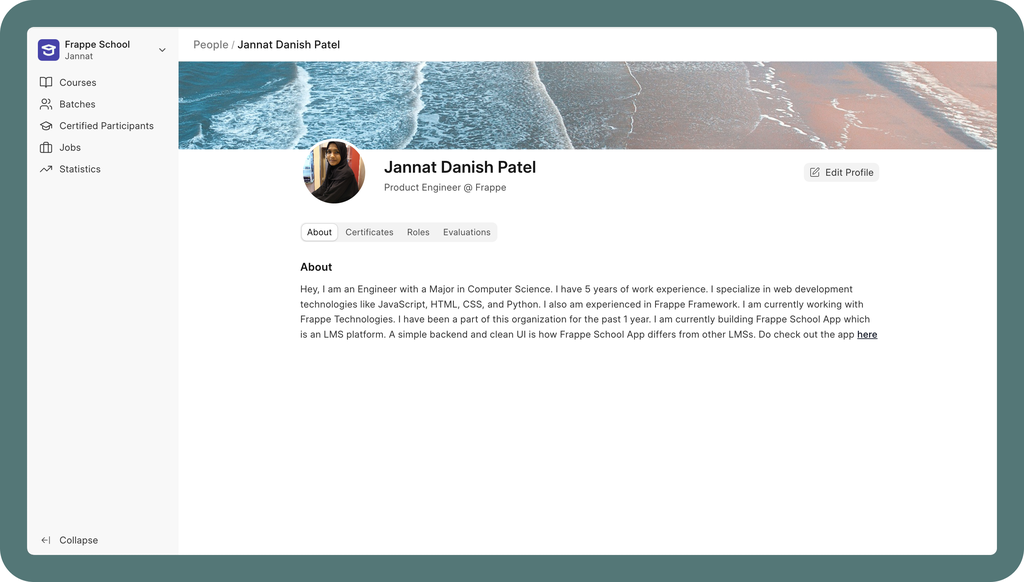 Frappe School
Jannat
Courses
Batches
Certified Participants
Jobs
Statistics
Collapse
People / Jannat Danish Patel
Jannat Danish Patel
Product Engineer @ Frappe
Edit Profile
About
Certificates
Roles
Evaluations
About
Hey, I am an Engineer with a Major in Computer Science. I have 5 years of work experience. I specialize in web development
technologies like JavaScript, HTML, CSS, and Python. I also am experienced in Frappe Framework. I am currently working with
Frappe Technologies. I have been a part of this organization for the past 1 year. I am currently building Frappe School App which
is an LMS platform. A simple backend and clean UI is how Frappe School App differs from other LMSs. Do check out the app here